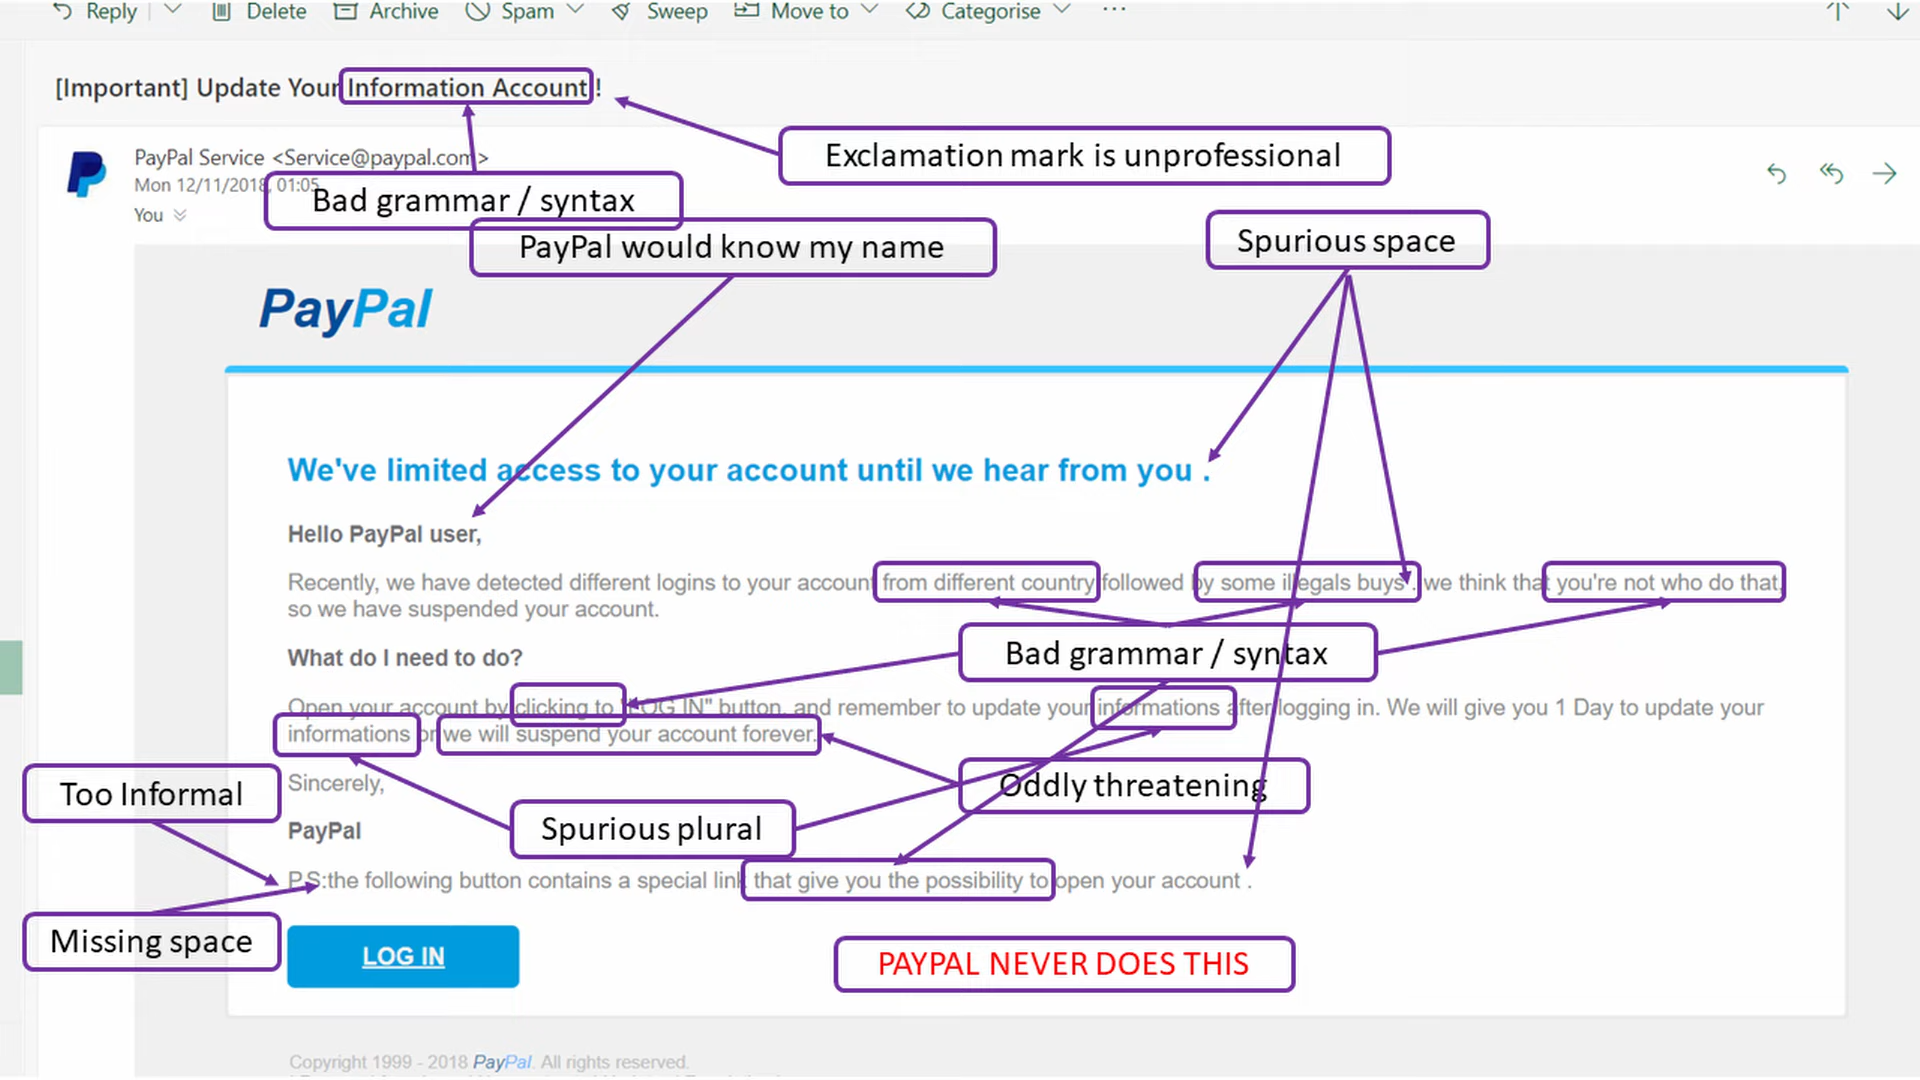 Reply Delete Archive Spam Sweep Move to Categorise ...
[Important] Update Your Information Account !
Exclamation mark is unprofessional
PayPal Service <Service@paypal.com>
Mon 12/11/2018, 01:05
Bad grammar / syntax
You
PayPal would know my name
Spurious space
PayPal
We've limited access to your account until we hear from you .
Hello PayPal user,
Recently, we have detected different logins to your account from different country followed by some illegals buys . we think that you're not who do that,
so we have suspended your account.
Bad grammar / syntax
What do I need to do?
Open your account by clicking to "LOG IN" button, and remember to update your informations after logging in. We will give you 1 Day to update your
informations or we will suspend your account forever.
Sincerely,
Oddly threatening
Too Informal
Spurious plural
PayPal
P.S:the following button contains a special link that give you the possibility to open your account .
Missing space
LOG IN
PAYPAL NEVER DOES THIS
Copyright 1999 - 2018 PayPal. All rights reserved.